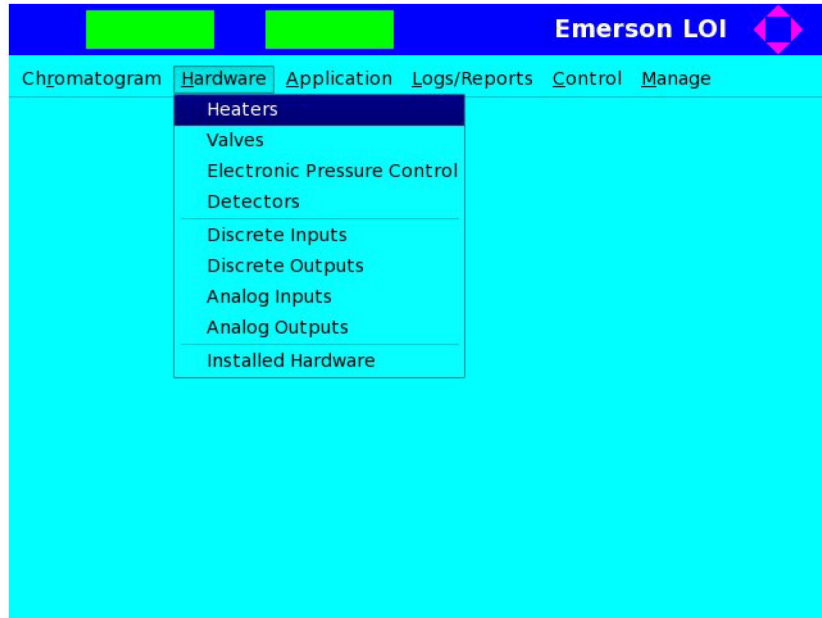 Emerson LOI
Chromatogram Hardware Application Logs/Reports Control Manage
Heaters
Valves
Electronic Pressure Control
Detectors
Discrete Inputs
Discrete Outputs
Analog Inputs
Analog Outputs
Installed Hardware